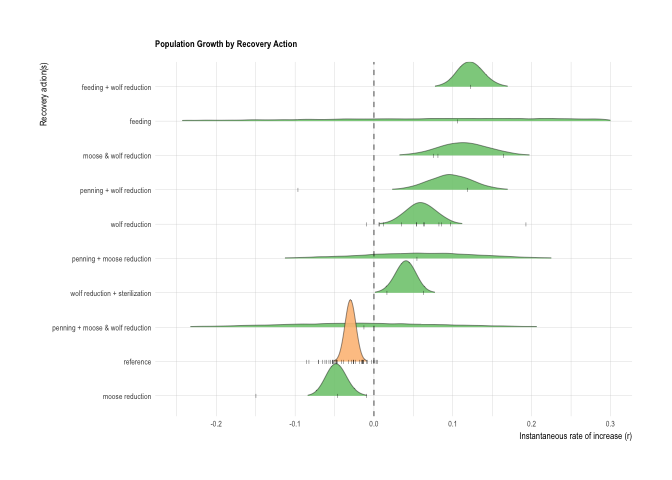 Population Growth by Recovery Action
Recovery action(s)
feeding + wolf reduction
feeding
moose & wolf reduction
penning + wolf reduction
wolf reduction
penning + moose reduction
wolf reduction + sterilization
penning + moose & wolf reduction
reference
moose reduction
-0.2 -0.1 0.0 0.1 0.2 0.3
Instantaneous rate of increase (r)